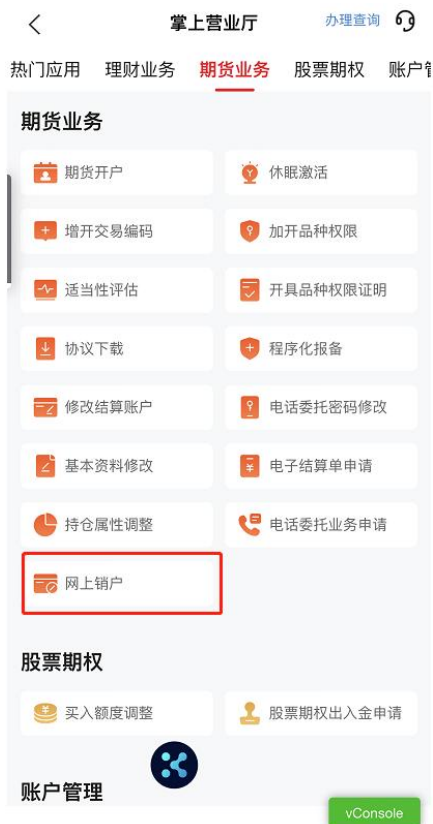 掌上营业厅 办理查询
热门应用 理财业务 期货业务 股票期权 账户管
期货业务
期货开户 休眠激活
增开交易编码 加开品种权限
适当性评估 开具品种权限证明
协议下载 程序化报备
修改结算账户 电话委托密码修改
基本资料修改 电子结算单申请
持仓属性调整 电话委托业务申请
网上销户
股票期权
买入额度调整 股票期权出入金申请
账户管理
vConsole